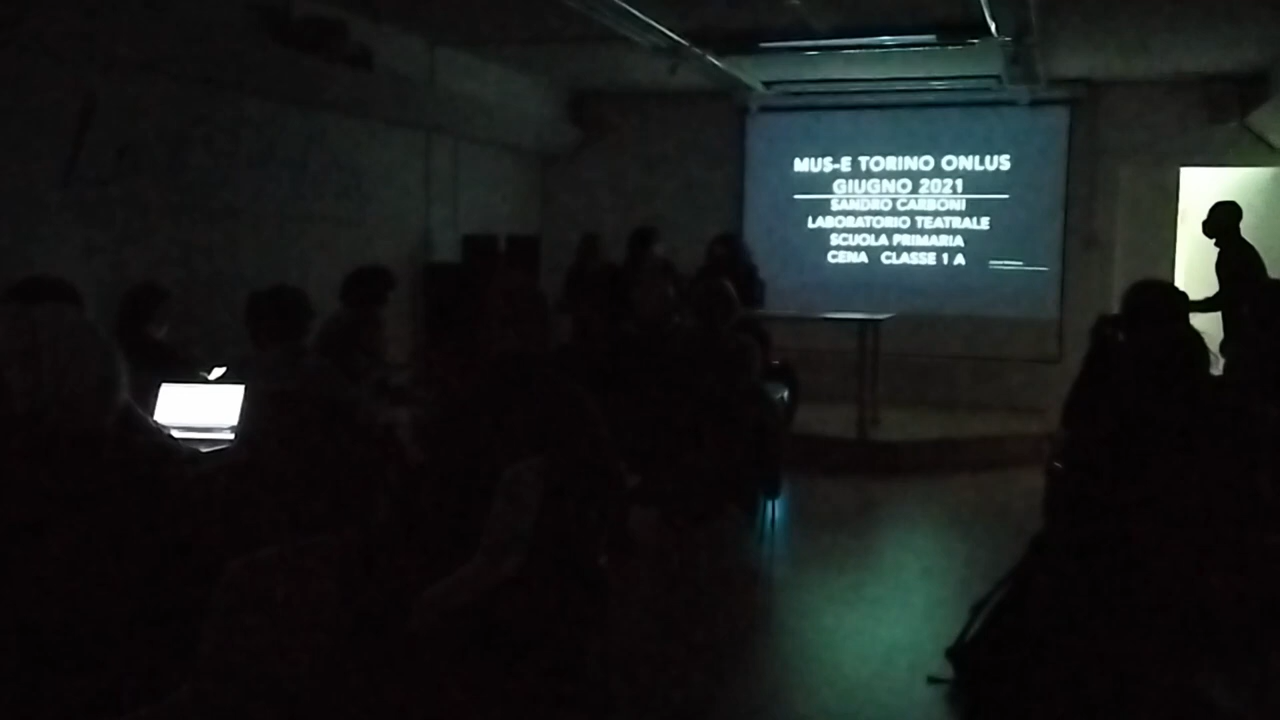 MUS-E TORINO ONLUS
GIUGNO 2021
SANDRO CARBONI
LABORATORIO TEATRALE
SCUOLA PRIMARIA
CENA CLASSE 1 A